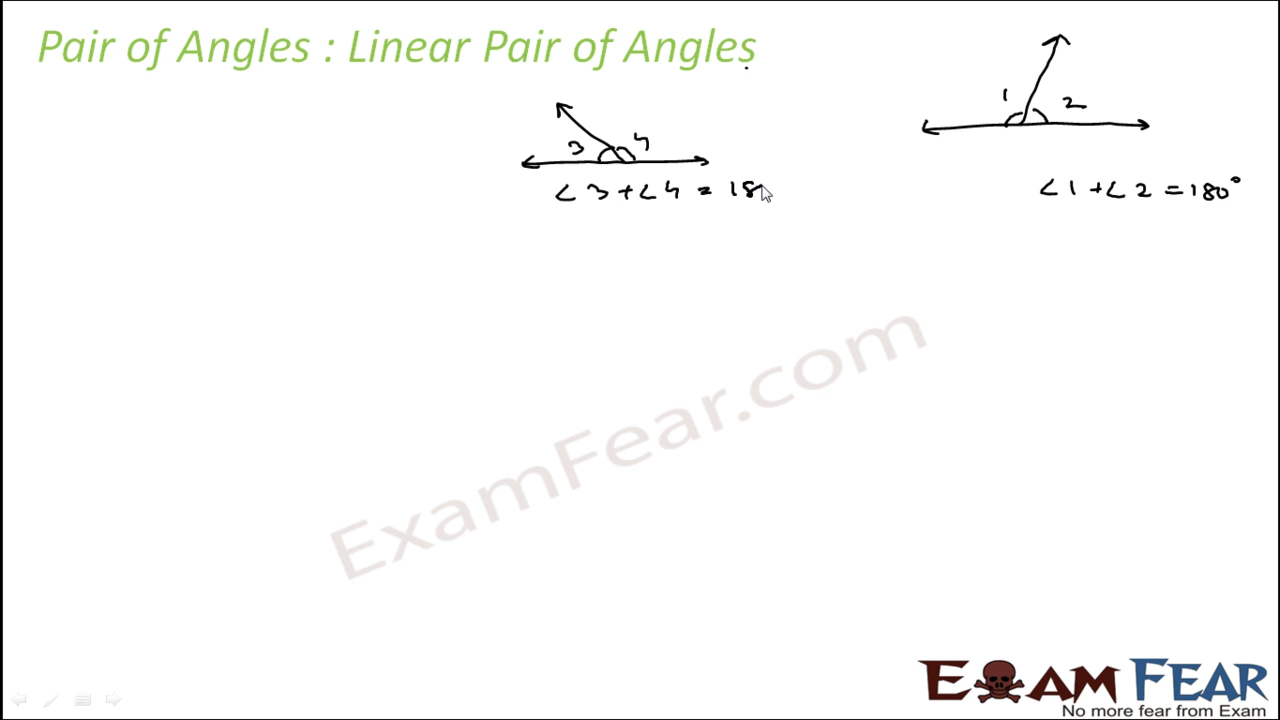 Pair of Angles : Linear Pair of Angles
1
2
3
4
∠3+∠4 = 18
∠1+∠2 =180°
ExamFear.com
EXAM FEAR
No more fear from Exam